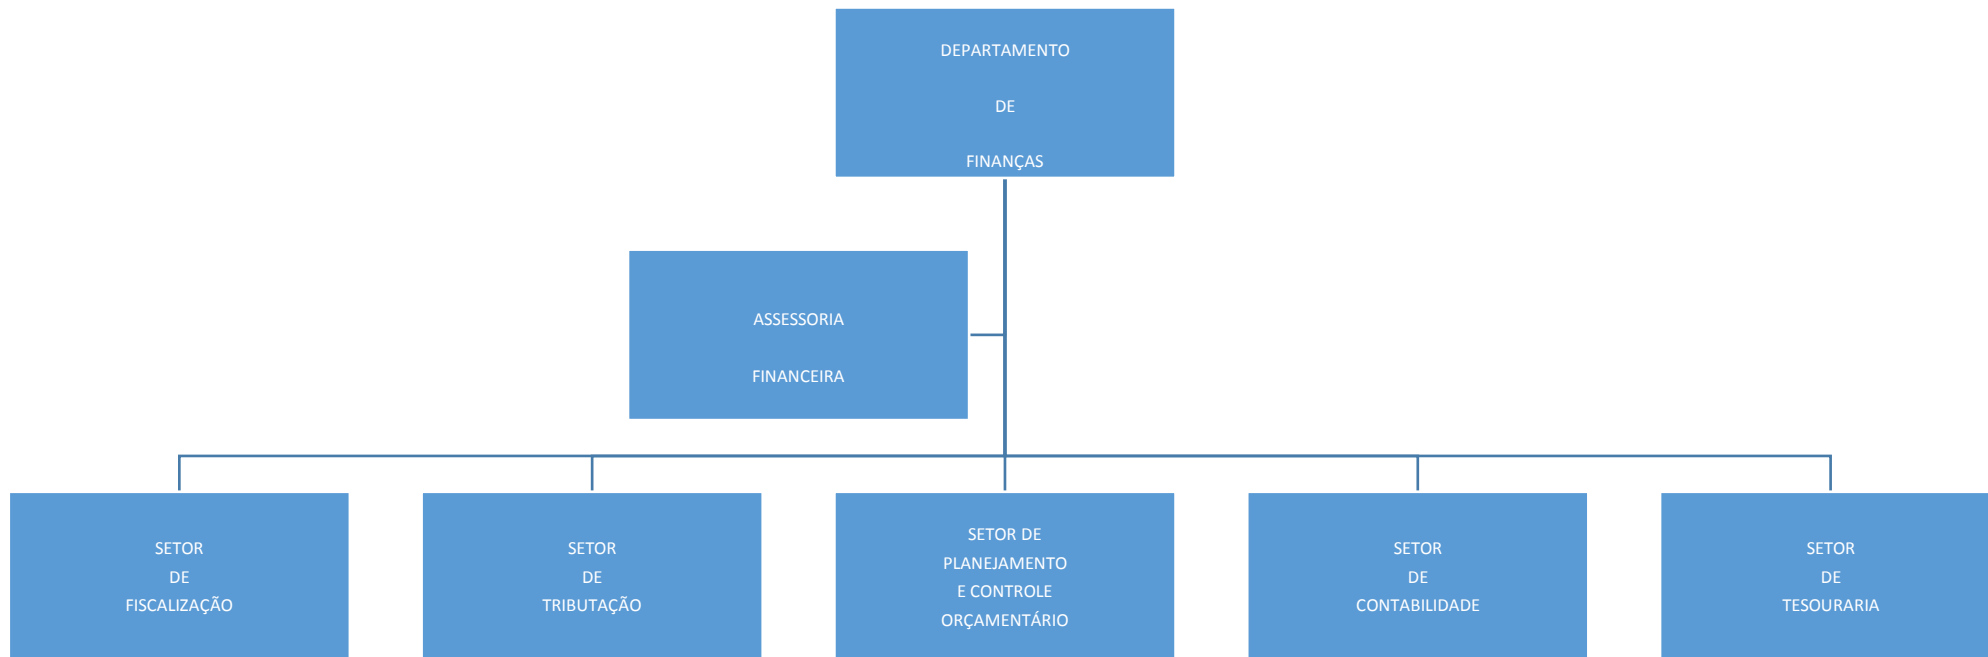 DEPARTAMENTO
DE
FINANÇAS
ASSESSORIA
FINANCEIRA
SETOR
DE
FISCALIZAÇÃO
SETOR
DE
TRIBUTAÇÃO
SETOR DE
PLANEJAMENTO
E CONTROLE
ORÇAMENTÁRIO
SETOR
DE
CONTABILIDADE
SETOR
DE
TESOURARIA